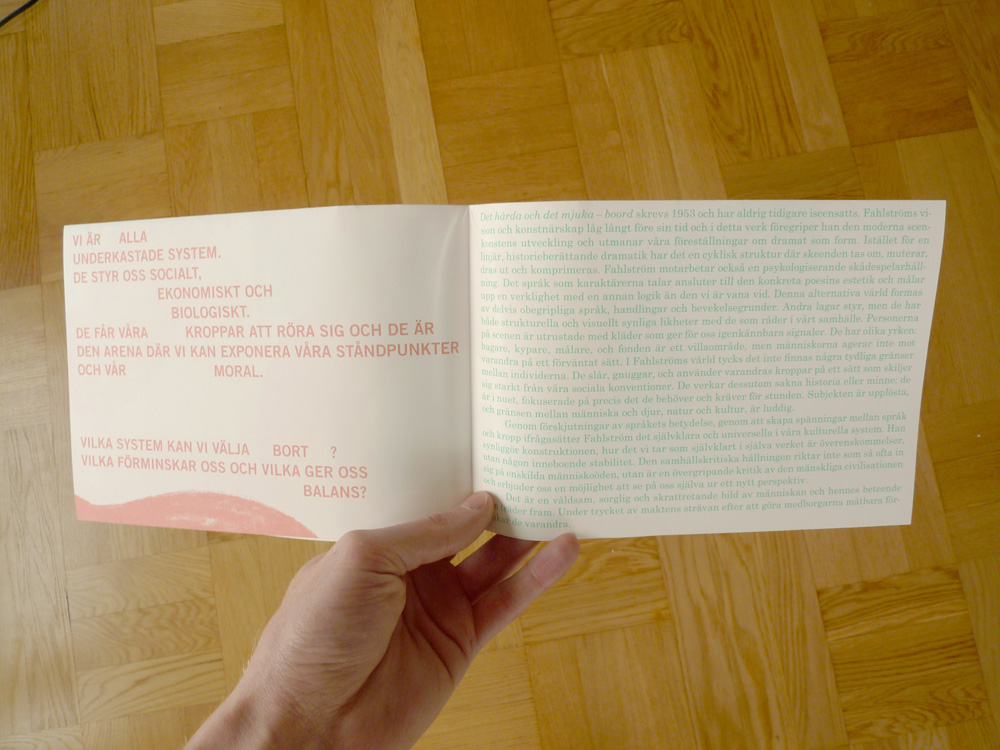 VI ÄR ALLA
UNDERKASTADE SYSTEM.
DE STYR OSS SOCIALT,
EKONOMISKT OCH
BIOLOGISKT.
DE FÅR VÅRA KROPPAR ATT RÖRA SIG OCH DE ÄR
DEN ARENA DÄR VI KAN EXPONERA VÅRA STÅNDPUNKTER
OCH VÅR MORAL.
VILKA SYSTEM KAN VI VÄLJA BORT ?
VILKA FÖRMINSKAR OSS OCH VILKA GER OSS
BALANS?
Det hårda och det mjuka – boord skrevs 1953 och har aldrig tidigare iscensatts. Fahlströms vi-
son och konstnärskap låg långt före sin tid och i detta verk föregriper han den moderna scen-
konstens utveckling och utmanar våra föreställningar om dramat som form. Istället för en
linjär, historieberättande dramatik har det en cyklisk struktur där skeenden tas om, muterar,
dras ut och komprimeras. Fahlström motarbetar också en psykologiserande skådespelarhåll-
ning. Det språk som karaktärerna talar ansluter till den konkreta poesins estetik och målar
upp en verklighet med en annan logik än den vi är vana vid. Denna alternativa värld formas
av delvis obegripliga språk, handlingar och bevekelsegrunder. Andra lagar styr, men de har
både strukturella och visuellt synliga likheter med de som råder i vårt samhälle. Personerna
på scenen är utrustade med kläder som ger för oss igenkännbara signaler. De har olika yrken:
bagare, kypare, målare, och fonden är ett villaområde, men människorna agerar inte mot
varandra på ett förväntat sätt. I Fahlströms värld tycks det inte finnas några tydliga gränser
mellan individerna. De slår, gnuggar, och använder varandras kroppar på ett sätt som skiljer
sig starkt från våra sociala konventioner. De verkar dessutom sakna historia eller minne; de
är i nuet, fokuserade på precis det de behöver och kräver för stunden. Subjekten är upplösta,
och gränsen mellan människa och djur, natur och kultur, är luddig.
Genom förskjutningar av språkets betydelse, genom att skapa spänningar mellan språk
och kropp ifrågasätter Fahlström det självklara och universella i våra kulturella system. Han
synliggör konstruktionen, hur det vi tar som självklart i själva verket är överenskommelser,
utan någon inneboende stabilitet. Den samhällskritiska hållningen riktar inte som så ofta in
sig på enskilda människoöden, utan är en övergripande kritik av den mänskliga civilisationen
och erbjuder oss en möjlighet att se på oss själva ur ett nytt perspektiv.
Det är en våldsam, sorglig och skrattretande bild av människan och hennes beteende
träder fram. Under trycket av maktens strävan efter att göra medborgarna mätbara för-
de varandra.